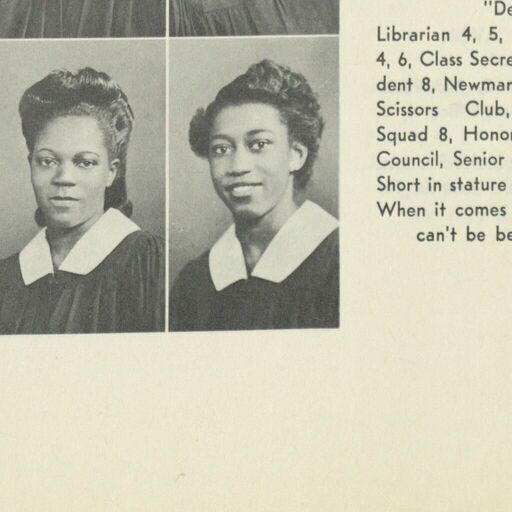 "De
Librarian 4, 5,
4, 6, Class Secre
dent 8, Newman
Scissors Club,
Squad 8, Honor
Council, Senior
Short in stature
When it comes
can't be be